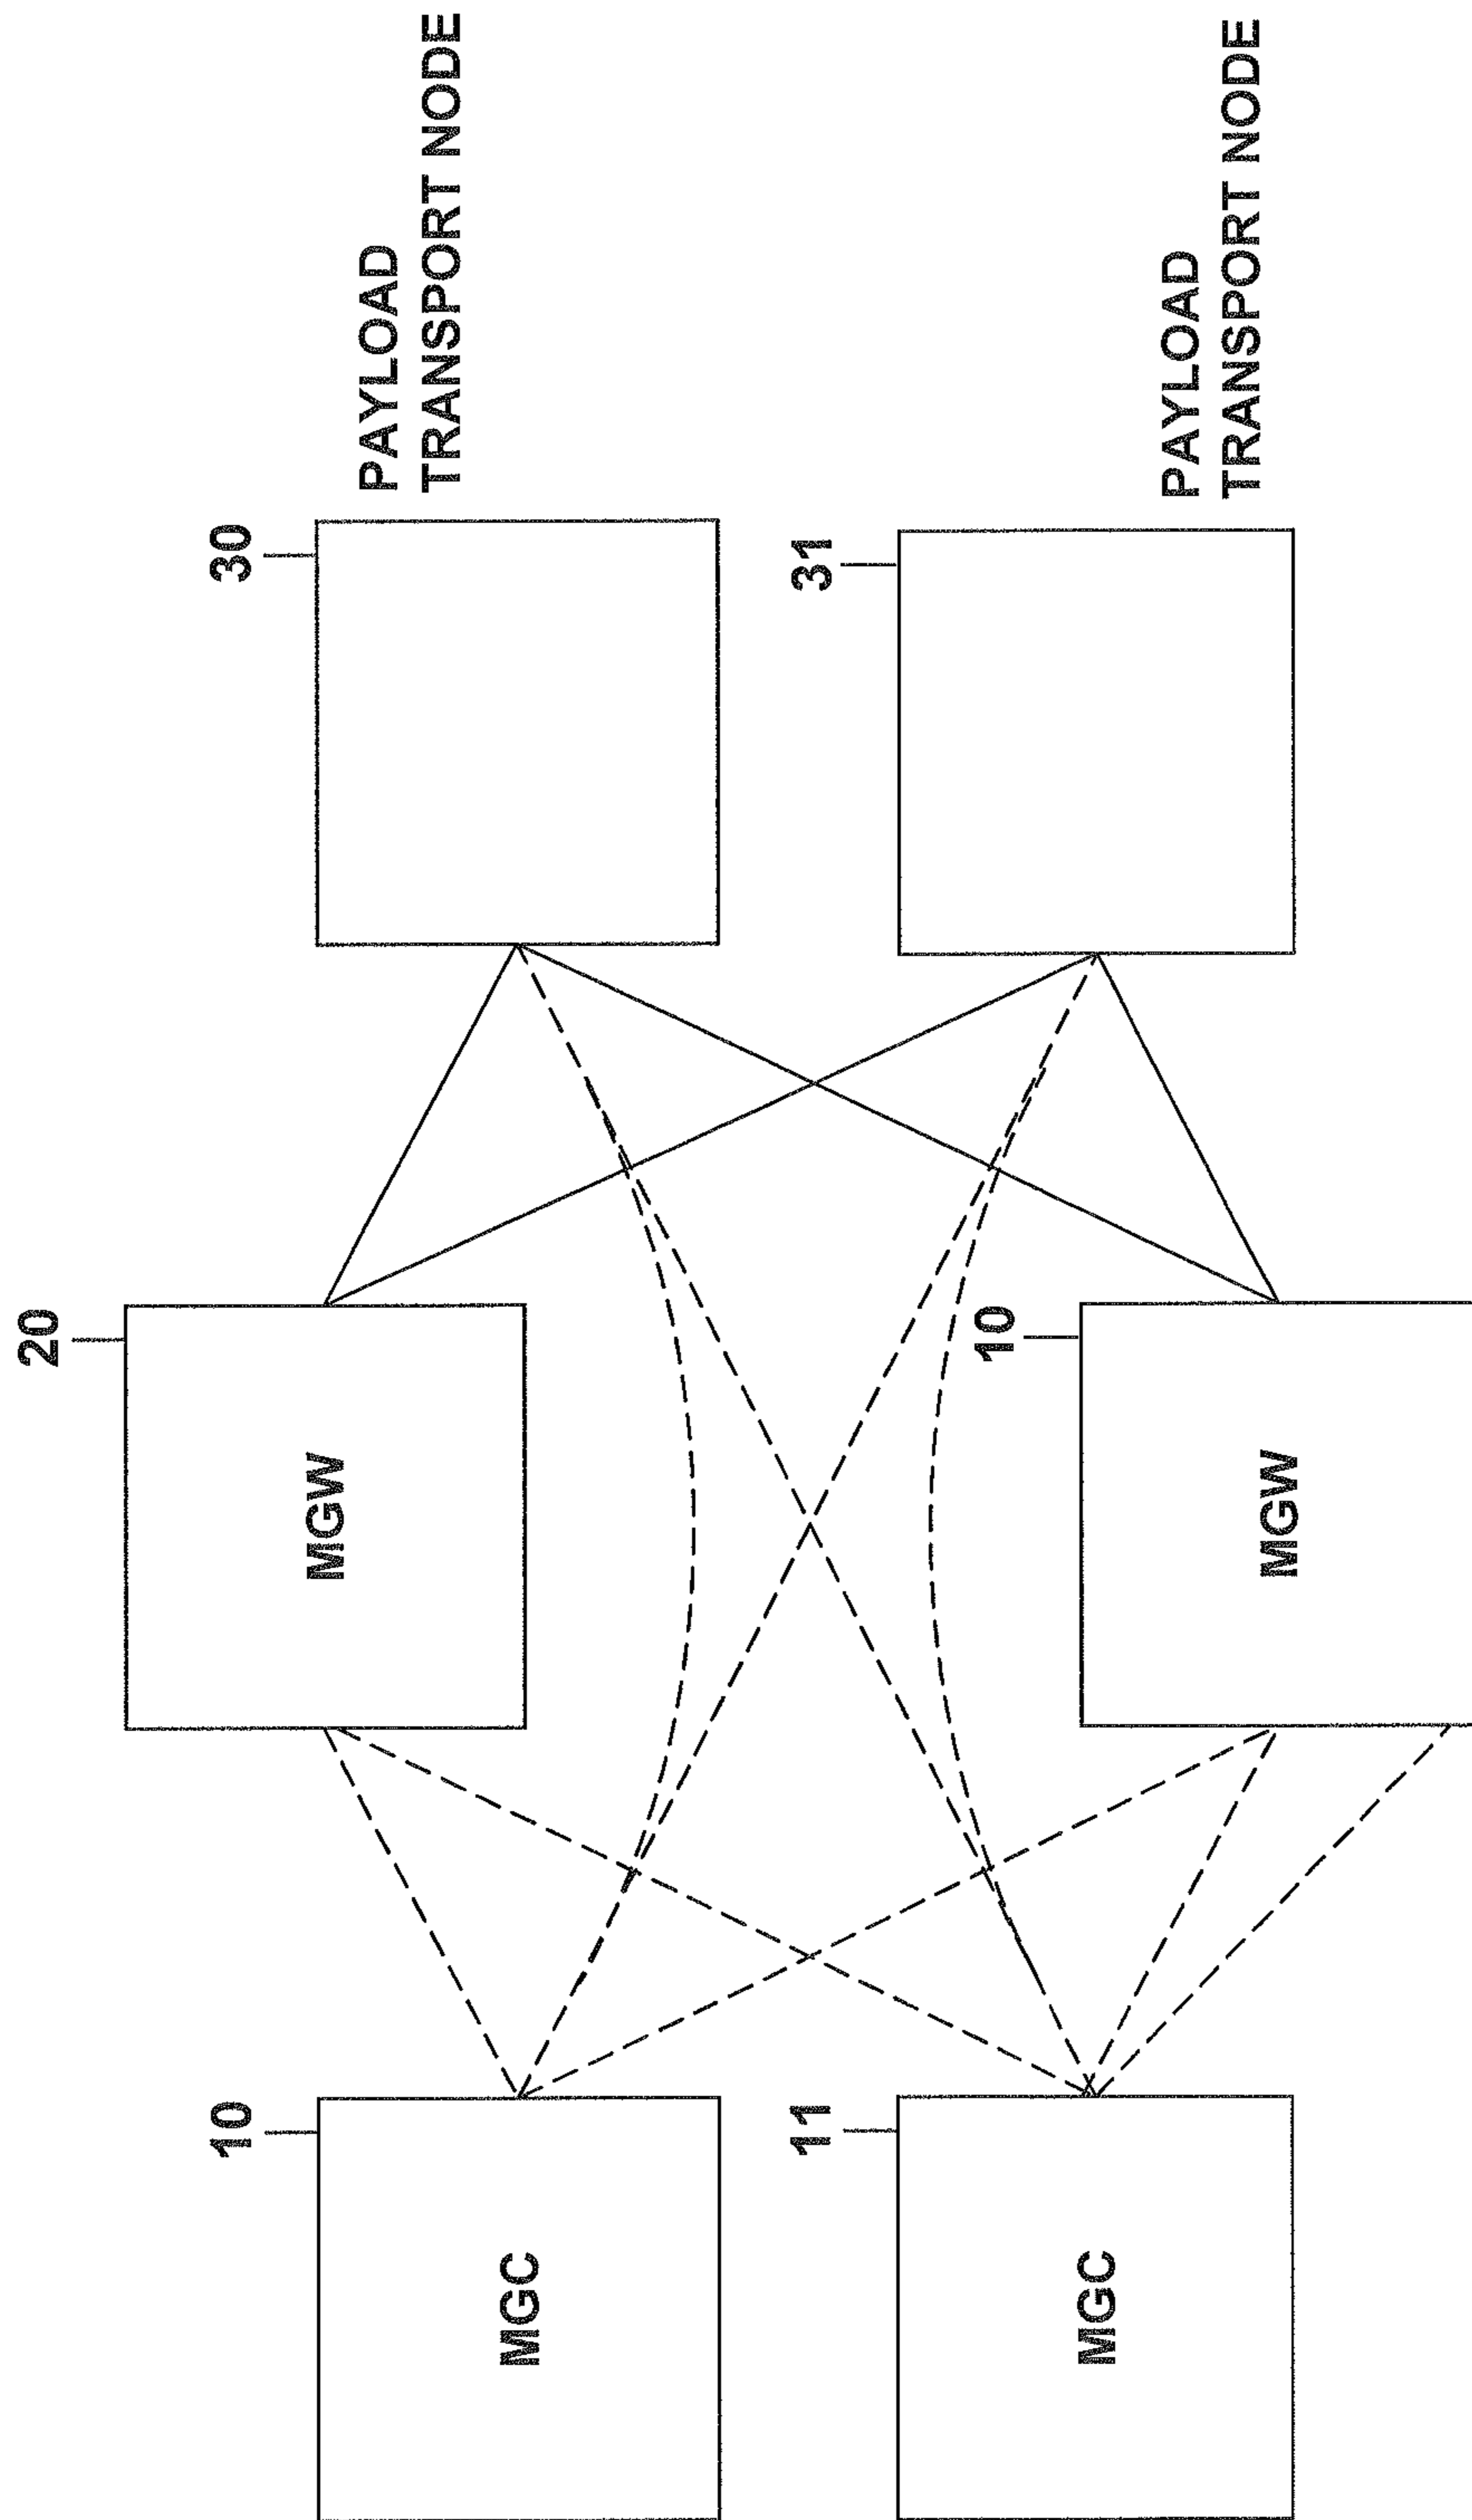 PAYLOAD
TRANSPORT NODE
30
PAYLOAD
TRANSPORT NODE
31
20
MGW
10
MGW
10
MGC
11
MGC